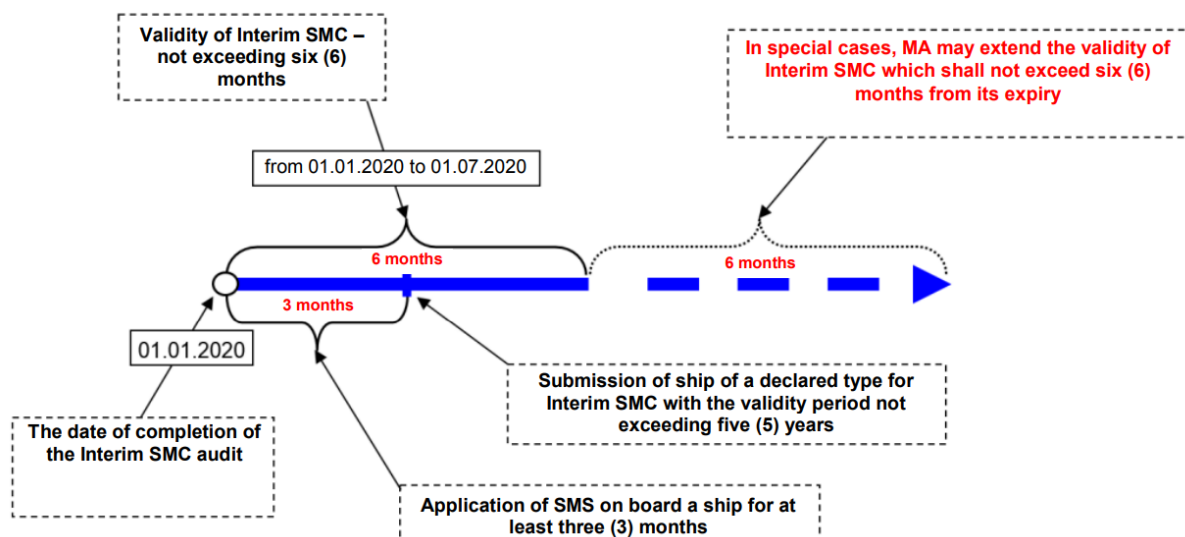 Validity of Interim SMC –
not exceeding six (6)
months
In special cases, MA may extend the validity of
Interim SMC which shall not exceed six (6)
months from its expiry
from 01.01.2020 to 01.07.2020
6 months
6 months
3 months
01.01.2020
Submission of ship of a declared type for
Interim SMC with the validity period not
exceeding five (5) years
The date of completion of
the Interim SMC audit
Application of SMS on board a ship for at
least three (3) months